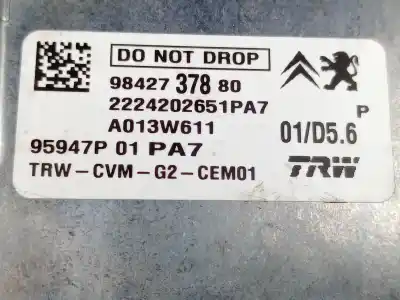 DO NOT DROP
98427 378 80
2224202651PA7
A013W611
P
01/D5.6
95947P 01 PA7
TRW-CVM-G2-CEM01
TRW